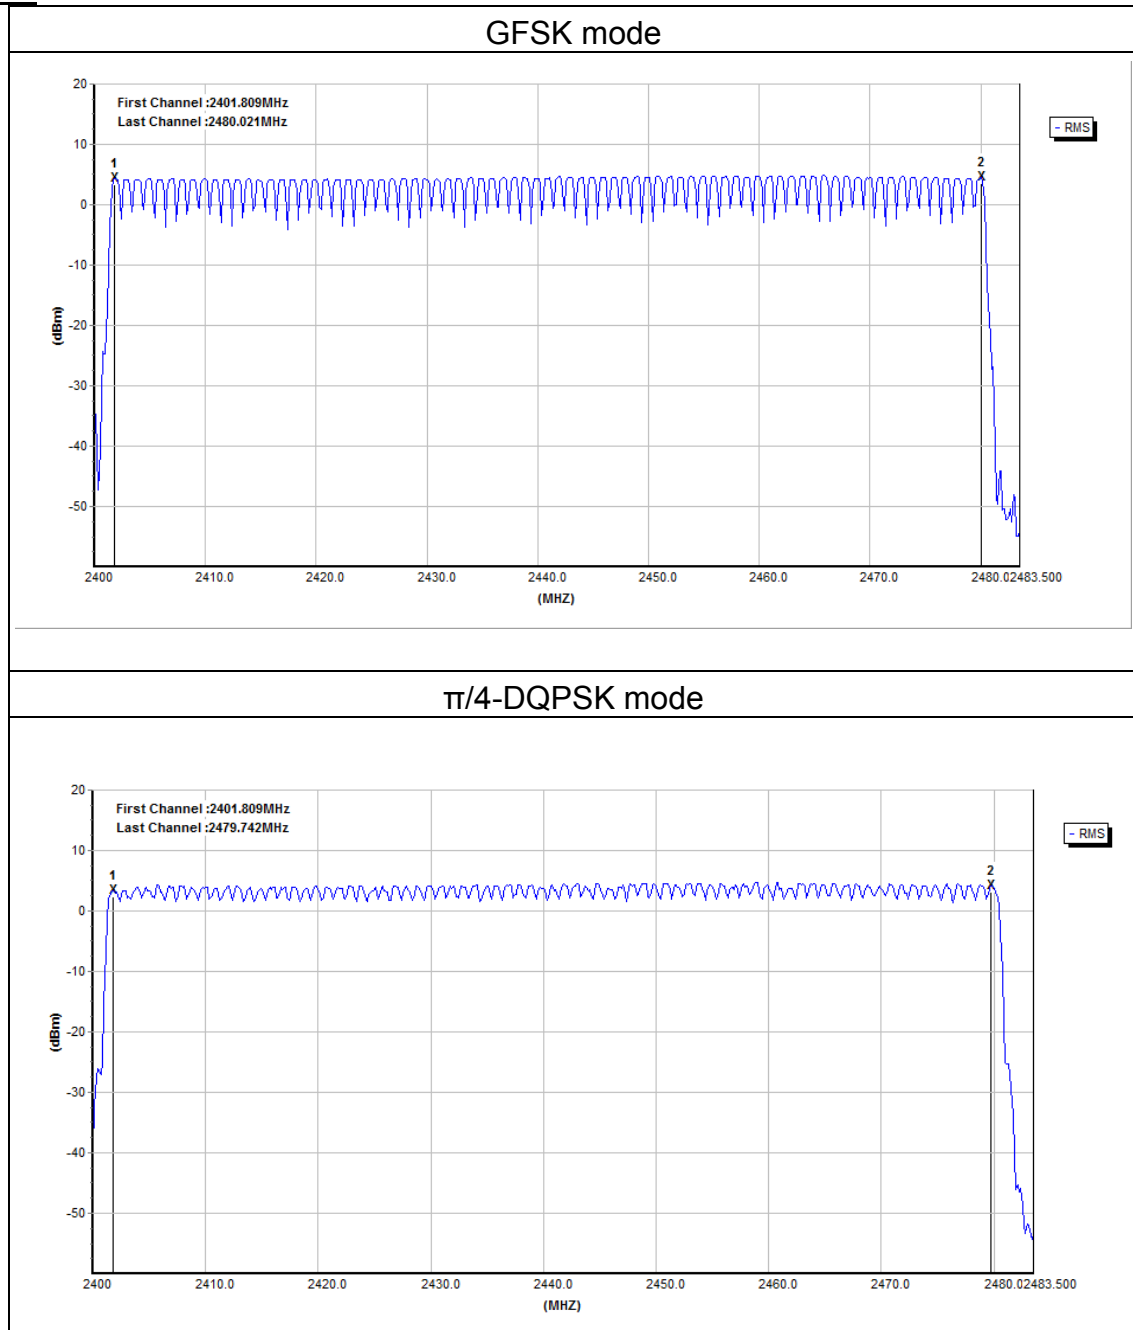 GFSK mode
First Channel :2401.809MHz
Last Channel :2480.021MHz
- RMS
1
2
20
10
0
-10
-20
-30
-40
-50
(dBm)
2400 2410.0 2420.0 2430.0 2440.0 2450.0 2460.0 2470.0 2480.02483.500
(MHZ)
π/4-DQPSK mode
First Channel :2401.809MHz
Last Channel :2479.742MHz
- RMS
1
2
20
10
0
-10
-20
-30
-40
-50
(dBm)
2400 2410.0 2420.0 2430.0 2440.0 2450.0 2460.0 2470.0 2480.02483.500
(MHZ)